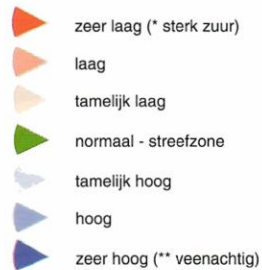 zeer laag (* sterk zuur)
laag
tamelijk laag
normaal - streefzone
tamelijk hoog
hoog
zeer hoog (** veenachtig)